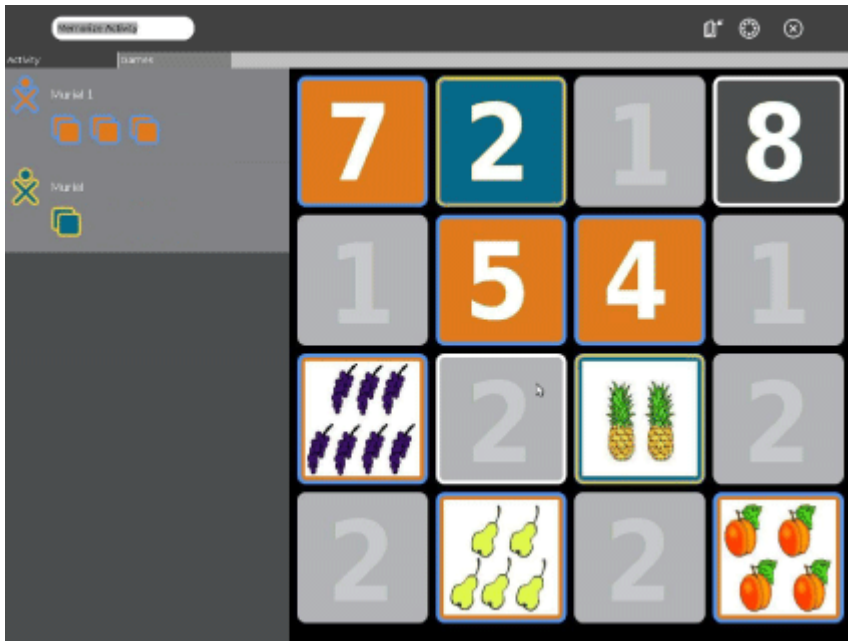 Memorize Activity
Activity
Games
Muriel 1
Muriel
7 2 1 8
1 5 4 1
2 2
2 2